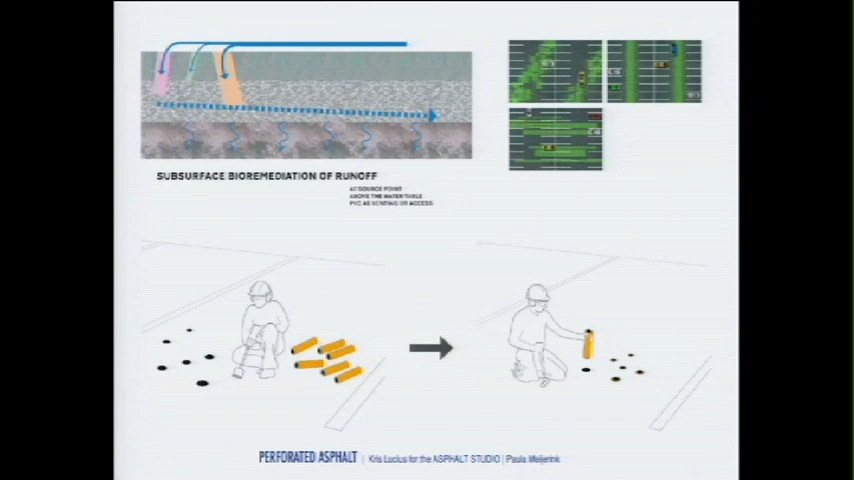 SUBSURFACE BIOREMEDIATION OF RUNOFF
AT SOURCE POINT
ABOVE THE WATER TABLE
PVC AS VENTING OR ACCESS
PERFORATED ASPHALT | Kris Lucius for the ASPHALT STUDIO | Paula Meijerink